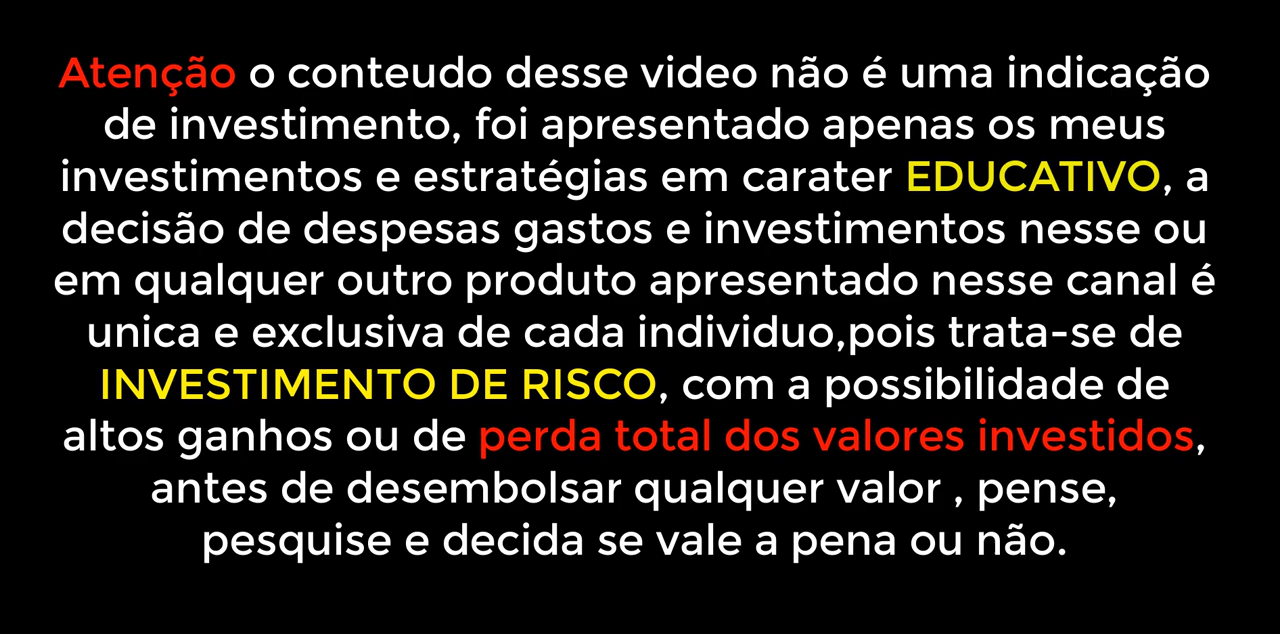 Atenção o conteudo desse video não é uma indicação
de investimento, foi apresentado apenas os meus
investimentos e estratégias em carater EDUCATIVO, a
decisão de despesas gastos e investimentos nesse ou
em qualquer outro produto apresentado nesse canal é
unica e exclusiva de cada individuo,pois trata-se de
INVESTIMENTO DE RISCO, com a possibilidade de
altos ganhos ou de perda total dos valores investidos,
antes de desembolsar qualquer valor , pense,
pesquise e decida se vale a pena ou não.